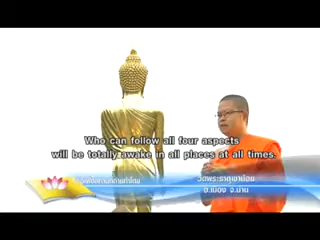 Who can follow all four aspects
will be totally awake in all places at all times.
วัดพระธาตุเขาน้อย
อ.เมือง จ.น่าน